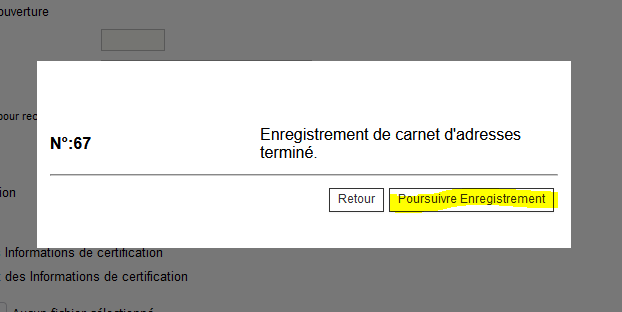 ouverture
pour rec
N°:67
Enregistrement de carnet d'adresses
terminé.
Retour
Poursuivre Enregistrement
ion
Informations de certification
des Informations de certification
Aucun fichier sélectionné